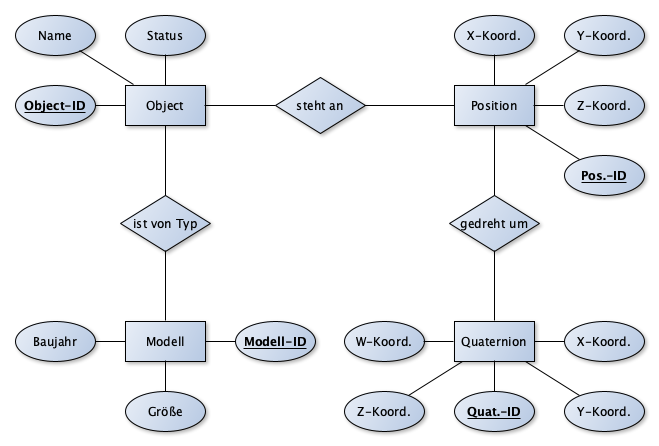 Name
Status
X-Koord.
Y-Koord.
Object-ID
Object
steht an
Position
Z-Koord.
Pos.-ID
ist von Typ
gedreht um
Baujahr
Modell
Modell-ID
W-Koord.
Quaternion
X-Koord.
Größe
Z-Koord.
Quat.-ID
Y-Koord.